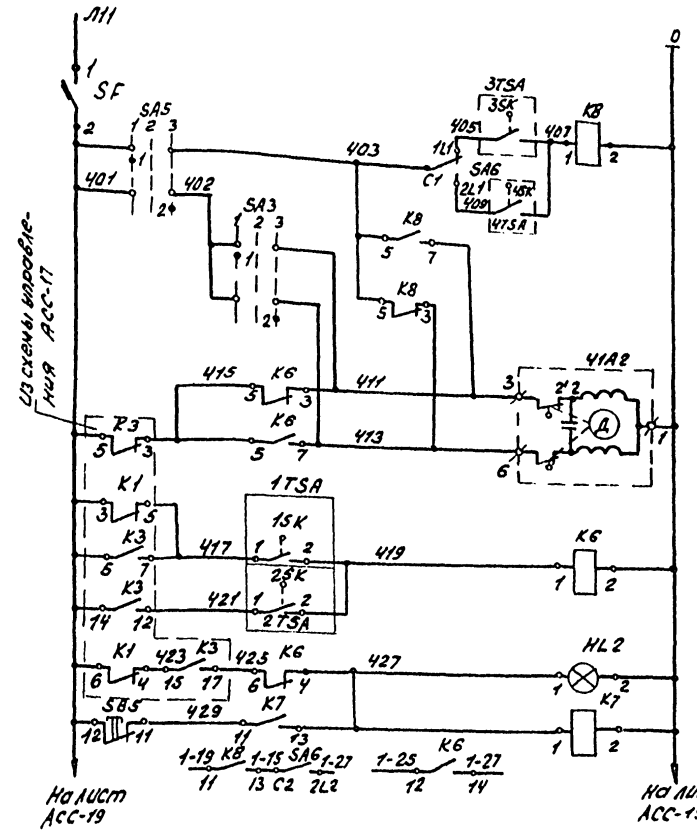 Л11
0
1
SF
SA5
3TSA
3SK
K8
1 2 3
2
403
405
1L1
407
1
1 2
SA6
C1
2L1
401
402
409
4SK
4TSA
2
SA3
K8
1 2 3
5 7
1
K8
2
5 3
Из схемы управле-
ния АСС-17
41A2
415
K6
411
3
2' 2
5 3
K3
K6
413
Д
1
5 3
5 7
6
1TSA
K1
1SK
3 5
K3
417
1 2
419
K6
5 7
2SK
1 2
K3
421
1 2
14 12
2TSA
K1
423
K3
425
K6
427
HL2
6 4
15 17
6 4
1 2
SB5
429
K7
K7
12 11
11 13
1 2
1-19 K8 1-15 SA6 1-27
11 13 C2 2L2
1-25 K6 1-27
12 14
На лист
АСС-19
На ли
АСС-1